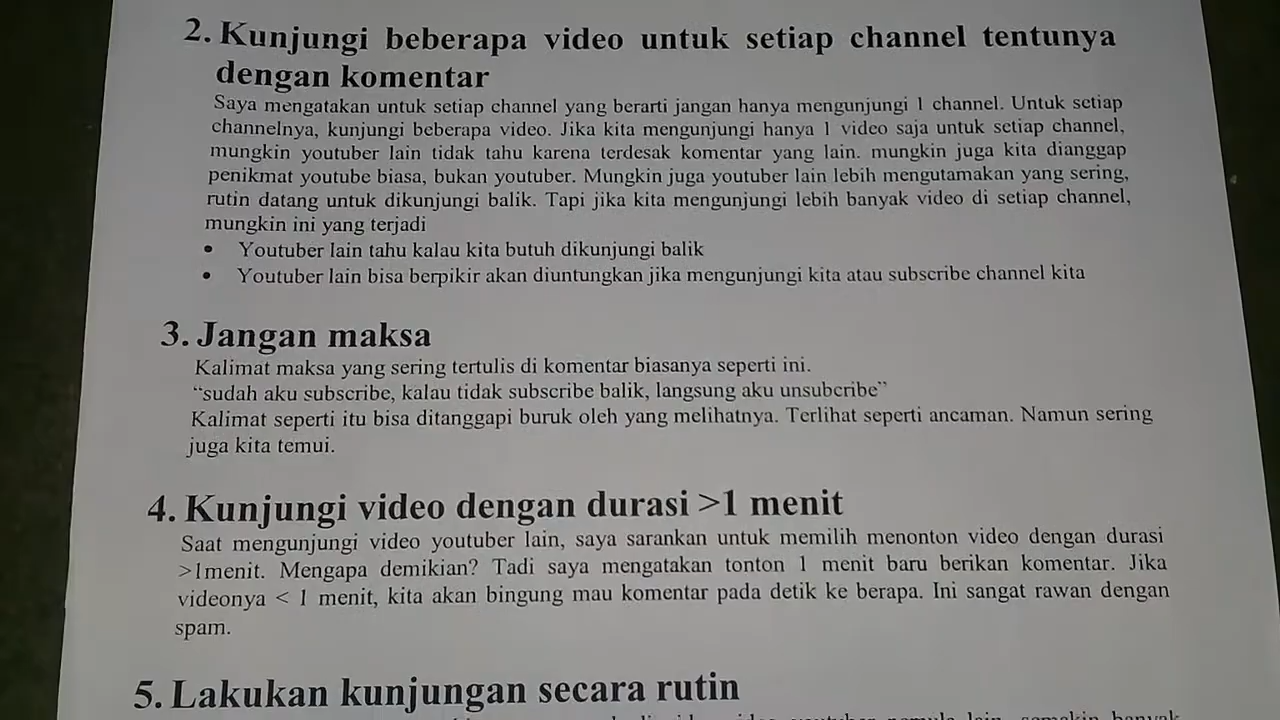 2. Kunjungi beberapa video untuk setiap channel tentunya
dengan komentar
Saya mengatakan untuk setiap channel yang berarti jangan hanya mengunjungi 1 channel. Untuk setiap
channelnya, kunjungi beberapa video. Jika kita mengunjungi hanya 1 video saja untuk setiap channel,
mungkin youtuber lain tidak tahu karena terdesak komentar yang lain. mungkin juga kita dianggap
penikmat youtube biasa, bukan youtuber. Mungkin juga youtuber lain lebih mengutamakan yang sering,
rutin datang untuk dikunjungi balik. Tapi jika kita mengunjungi lebih banyak video di setiap channel,
mungkin ini yang terjadi
• Youtuber lain tahu kalau kita butuh dikunjungi balik
• Youtuber lain bisa berpikir akan diuntungkan jika mengunjungi kita atau subscribe channel kita
3. Jangan maksa
Kalimat maksa yang sering tertulis di komentar biasanya seperti ini.
“sudah aku subscribe, kalau tidak subscribe balik, langsung aku unsubcribe”
Kalimat seperti itu bisa ditanggapi buruk oleh yang melihatnya. Terlihat seperti ancaman. Namun sering
juga kita temui.
4. Kunjungi video dengan durasi >1 menit
Saat mengunjungi video youtuber lain, saya sarankan untuk memilih menonton video dengan durasi
>1menit. Mengapa demikian? Tadi saya mengatakan tonton 1 menit baru berikan komentar. Jika
videonya < 1 menit, kita akan bingung mau komentar pada detik ke berapa. Ini sangat rawan dengan
spam.
5. Lakukan kunjungan secara rutin